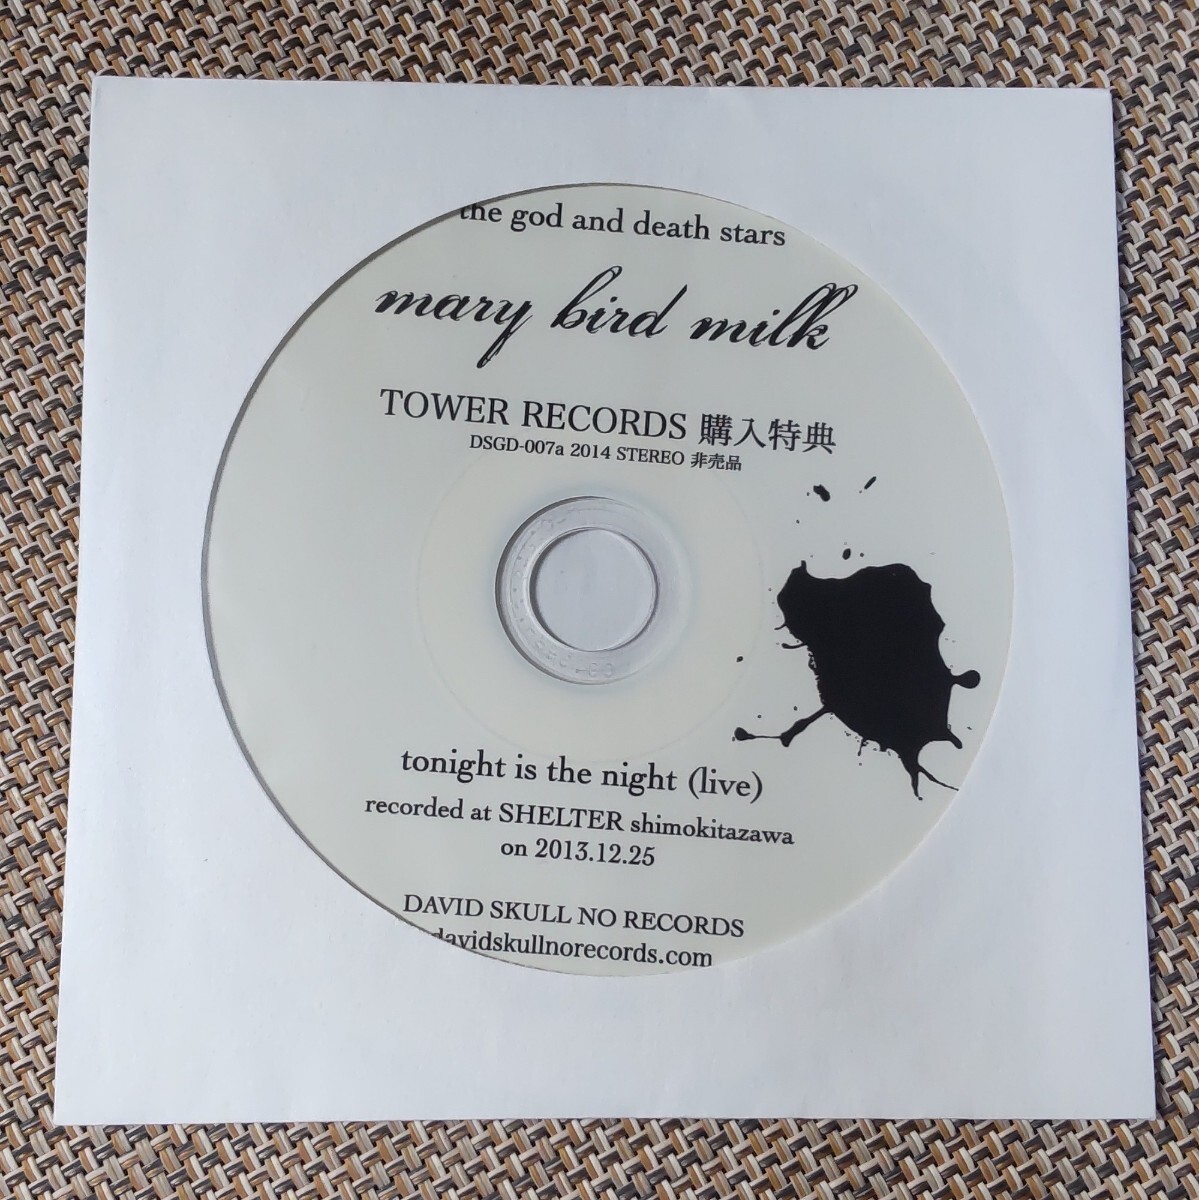 the god and death stars
mary bird milk
TOWER RECORDS 購入特典
DSGD-007a 2014 STEREO 非売品
tonight is the night (live)
recorded at SHELTER shimokitazawa
on 2013.12.25
DAVID SKULL NO RECORDS
davidskullnorecords.com